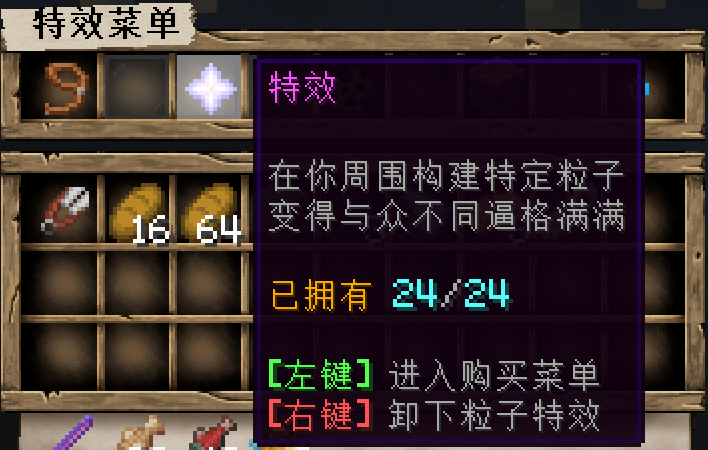 特效菜单
特效
在你周围构建特定粒子
变得与众不同逼格满满
16
64
已拥有 24/24
[左键] 进入购买菜单
[右键] 卸下粒子特效